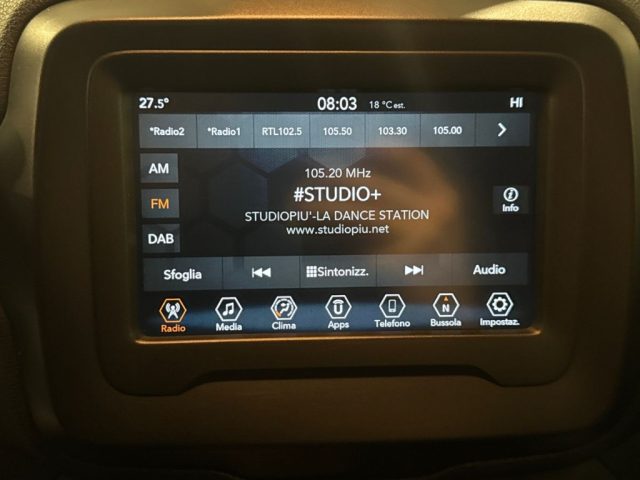 27.5° 08:03 18 °C est. HI
*Radio2 *Radio1 RTL102.5 105.50 103.30 105.00
AM
FM
DAB
105.20 MHz
#STUDIO+
STUDIOPIU'-LA DANCE STATION
www.studiopiu.net
Info
Sfoglia Sintonizz. Audio
Radio Media Clima Apps Telefono N Bussola Impostaz.